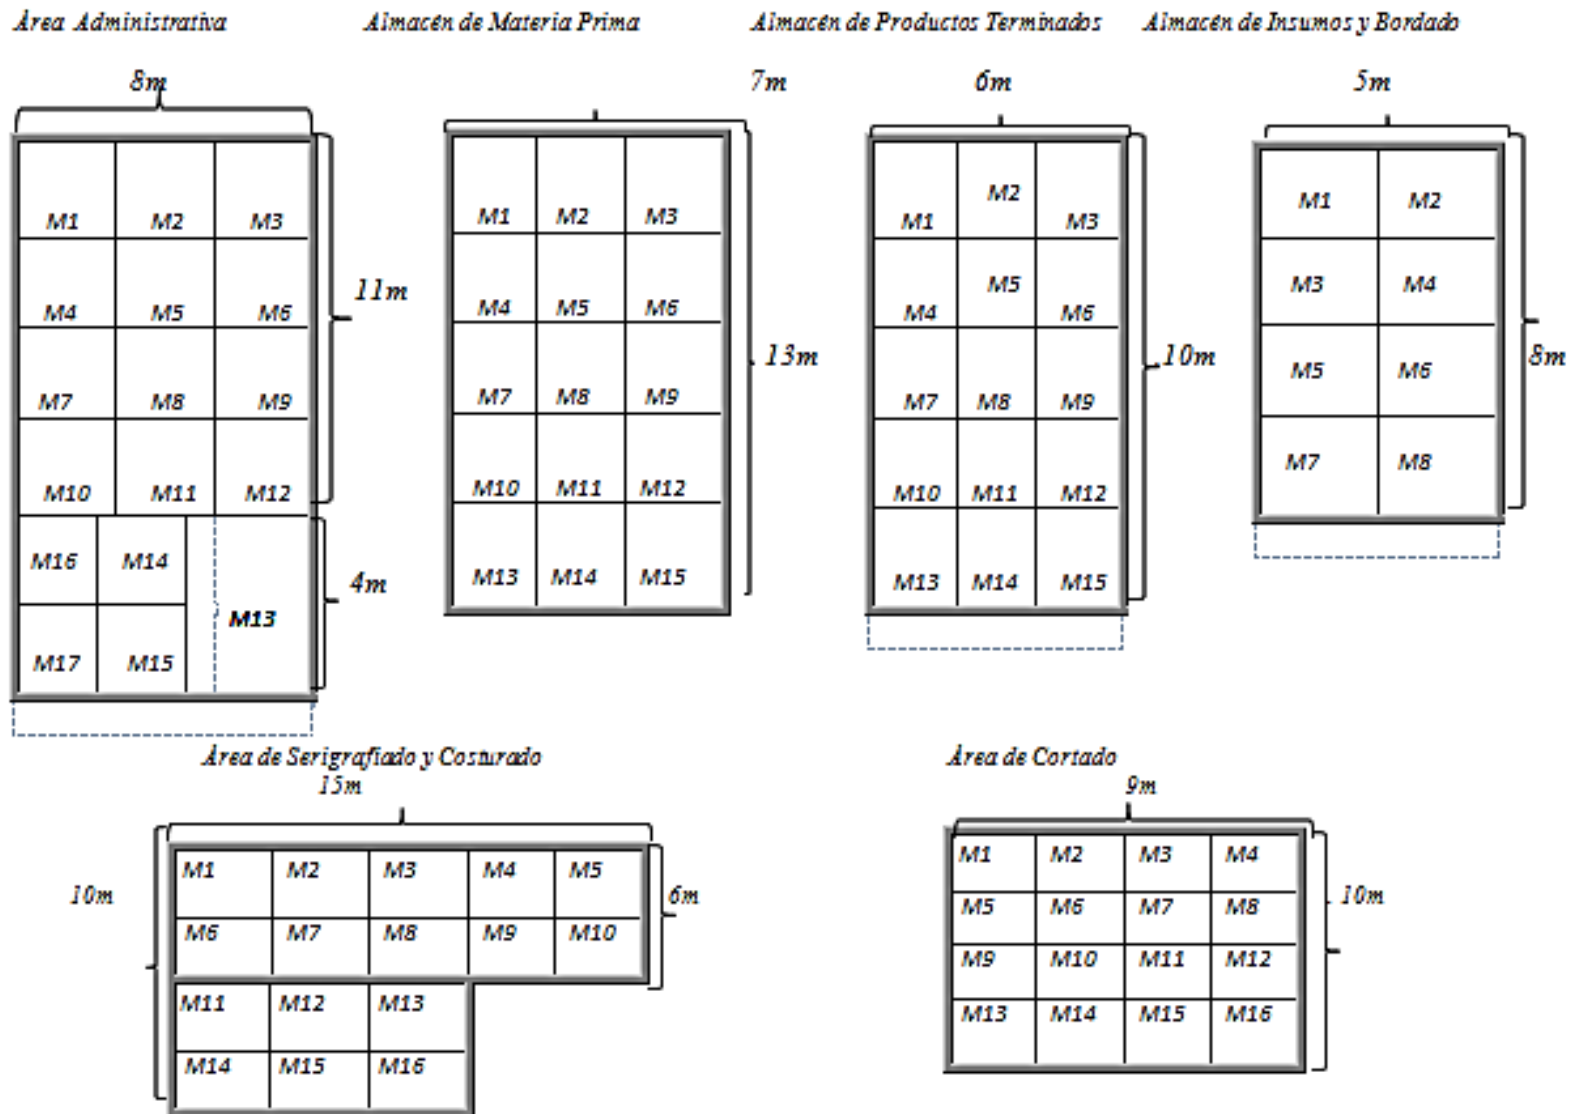 Área Administrativa
Almacén de Materia Prima
Almacén de Productos Terminados
Almacén de Insumos y Bordado
8m
7m
6m
5m
M1 M2 M3
M4 M5 M6
M7 M8 M9
M10 M11 M12
M16 M14
M13
M17 M15
11m
4m
M1 M2 M3
M4 M5 M6
M7 M8 M9
M10 M11 M12
M13 M14 M15
13m
M1 M2 M3
M4 M5 M6
M7 M8 M9
M10 M11 M12
M13 M14 M15
10m
M1 M2
M3 M4
M5 M6
M7 M8
8m
Área de Serigrafiado y Costurado
15m
10m
M1 M2 M3 M4 M5
M6 M7 M8 M9 M10
M11 M12 M13
M14 M15 M16
6m
Área de Cortado
9m
M1 M2 M3 M4
M5 M6 M7 M8
M9 M10 M11 M12
M13 M14 M15 M16
10m